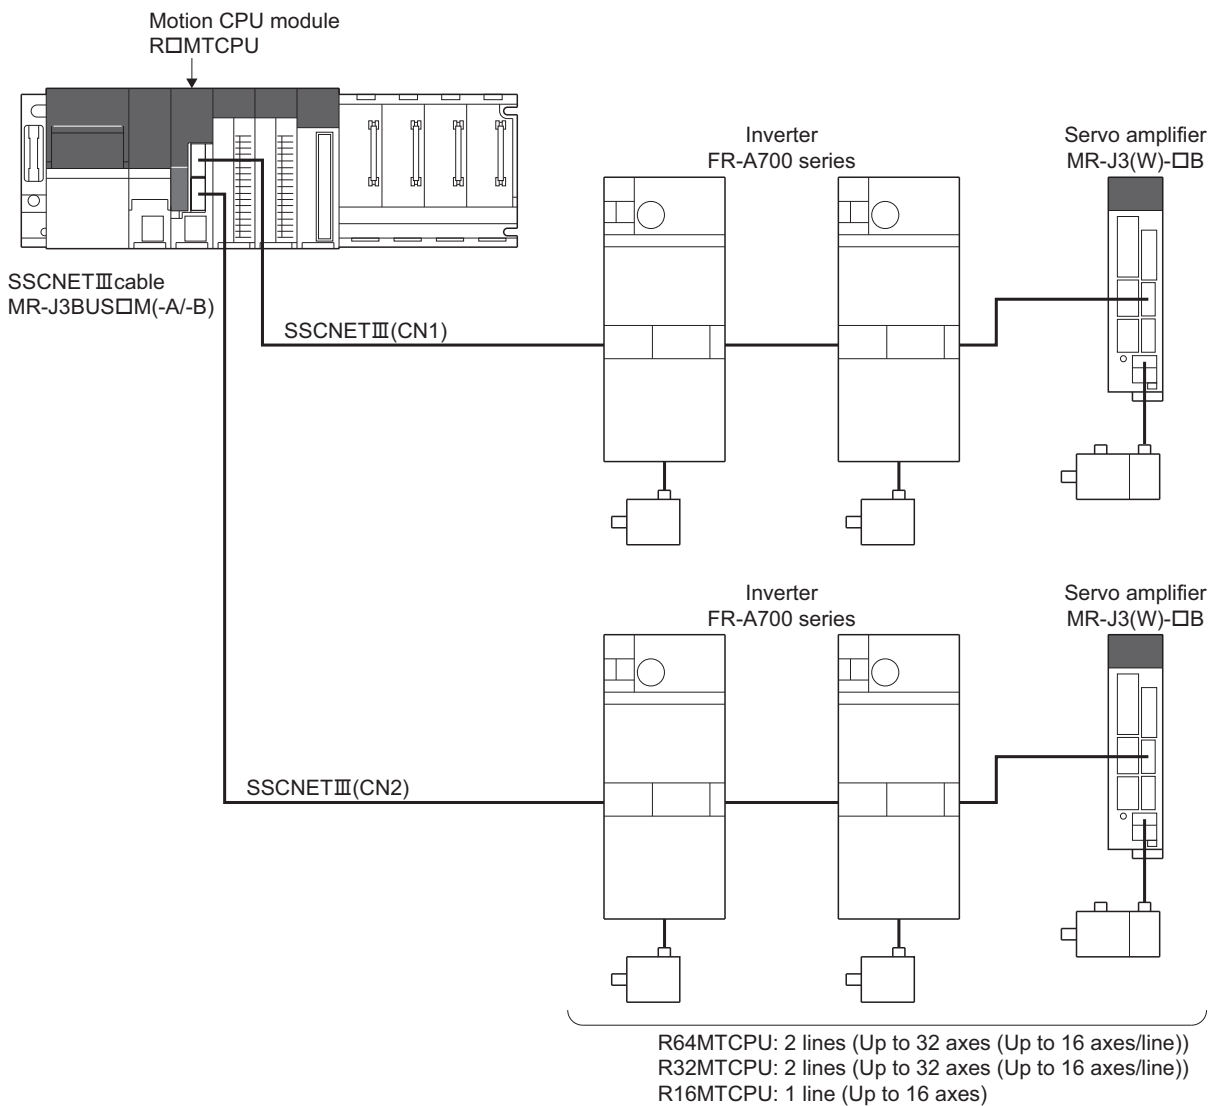 Motion CPU module
R□MTCPU
Inverter
FR-A700 series
Servo amplifier
MR-J3(W)-□B
SSCNETⅢcable
MR-J3BUS□M(-A/-B)
SSCNETⅢ(CN1)
Inverter
FR-A700 series
Servo amplifier
MR-J3(W)-□B
SSCNETⅢ(CN2)
R64MTCPU: 2 lines (Up to 32 axes (Up to 16 axes/line))
R32MTCPU: 2 lines (Up to 32 axes (Up to 16 axes/line))
R16MTCPU: 1 line (Up to 16 axes)